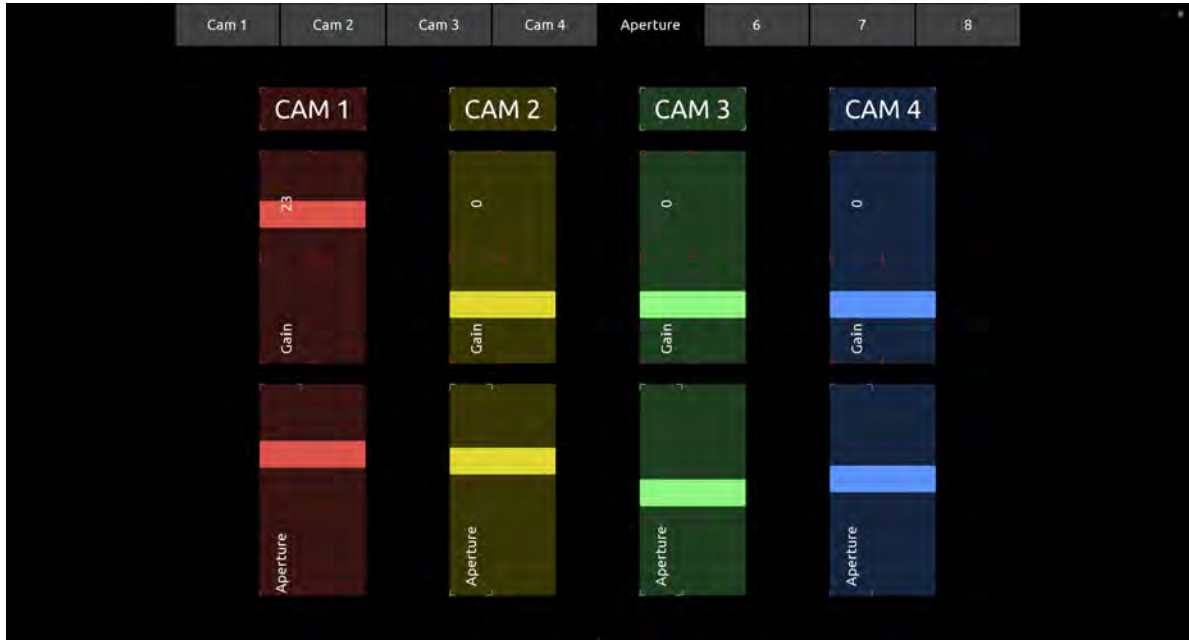 Cam 1 Cam 2 Cam 3 Cam 4 Aperture 6 7 8
CAM 1 CAM 2 CAM 3 CAM 4
23 0 0 0
Gain Gain Gain Gain
Aperture Aperture Aperture Aperture